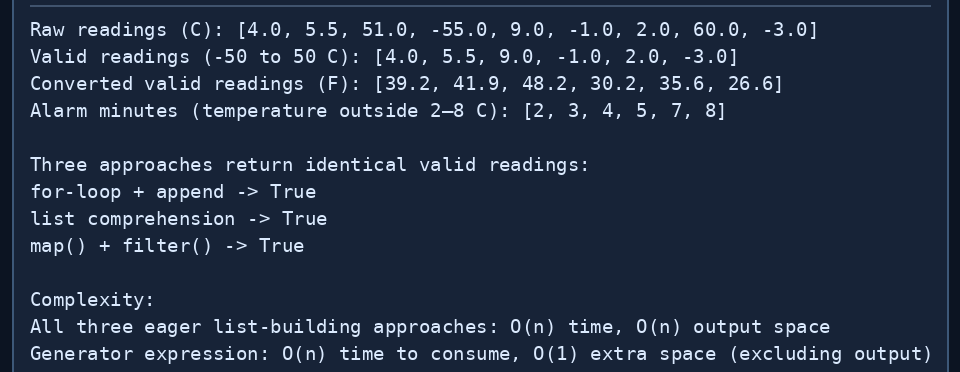 Raw readings (C): [4.0, 5.5, 51.0, -55.0, 9.0, -1.0, 2.0, 60.0, -3.0]
Valid readings (-50 to 50 C): [4.0, 5.5, 9.0, -1.0, 2.0, -3.0]
Converted valid readings (F): [39.2, 41.9, 48.2, 30.2, 35.6, 26.6]
Alarm minutes (temperature outside 2–8 C): [2, 3, 4, 5, 7, 8]
Three approaches return identical valid readings:
for-loop + append -> True
list comprehension -> True
map() + filter() -> True
Complexity:
All three eager list-building approaches: O(n) time, O(n) output space
Generator expression: O(n) time to consume, O(1) extra space (excluding output)